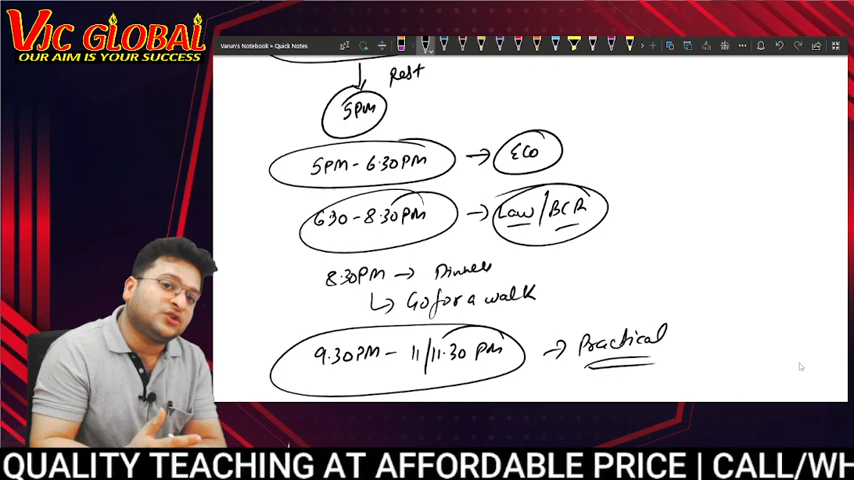 VJC GLOBAL
OUR AIM IS YOUR SUCCESS
Varun's Notebook > Quick Notes
Rest
5PM
5PM - 6.30PM → ECO
6.30 - 8.30PM → Law/BCR
8.30PM → Dinner
↳ Go for a walk
9.30PM - 11/11.30 PM → Practical
QUALITY TEACHING AT AFFORDABLE PRICE | CALL/WH